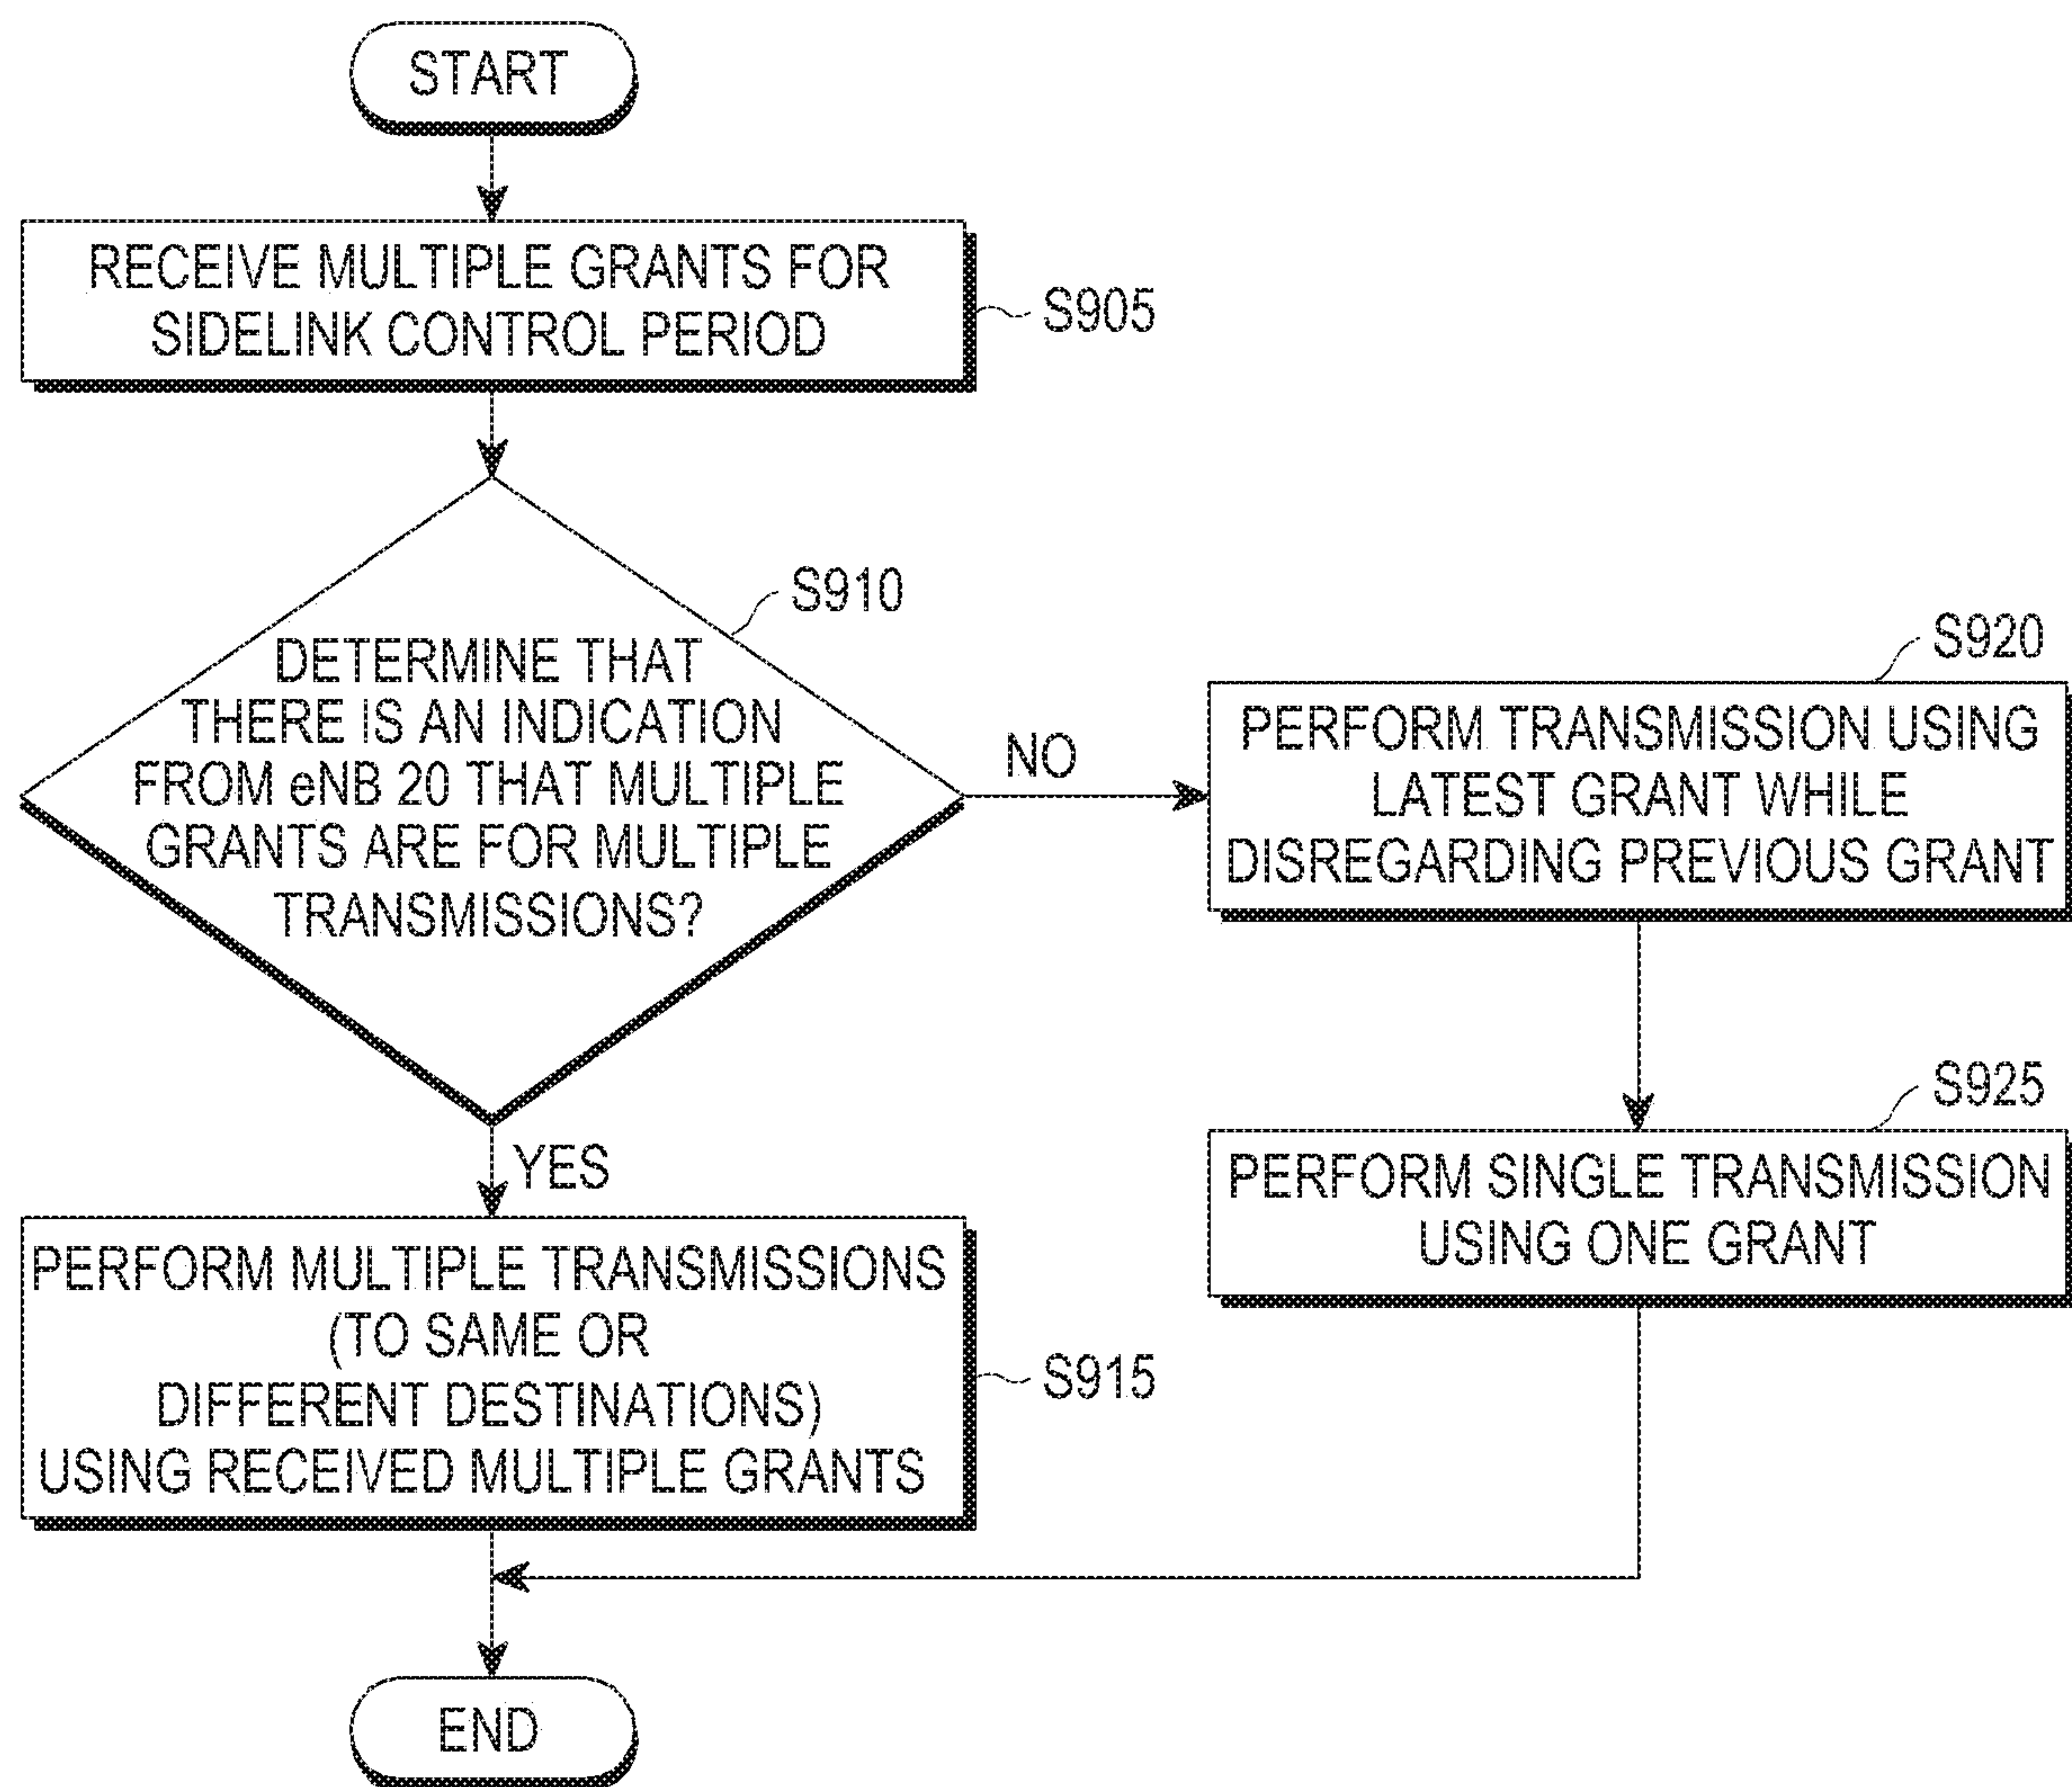 START
RECEIVE MULTIPLE GRANTS FOR
SIDELINK CONTROL PERIOD
S905
S910
DETERMINE THAT
THERE IS AN INDICATION
FROM eNB 20 THAT MULTIPLE
GRANTS ARE FOR MULTIPLE
TRANSMISSIONS?
NO
S920
PERFORM TRANSMISSION USING
LATEST GRANT WHILE
DISREGARDING PREVIOUS GRANT
S925
PERFORM SINGLE TRANSMISSION
USING ONE GRANT
YES
PERFORM MULTIPLE TRANSMISSIONS
(TO SAME OR
DIFFERENT DESTINATIONS)
USING RECEIVED MULTIPLE GRANTS
S915
END